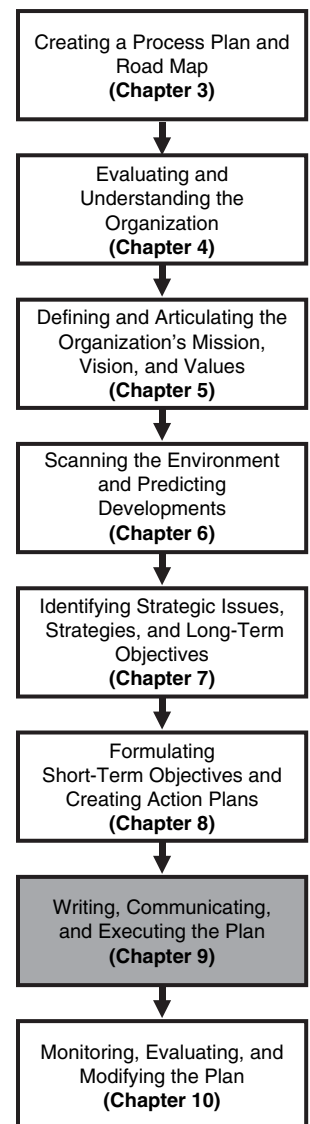 Creating a Process Plan and
Road Map
(Chapter 3)
Evaluating and
Understanding the
Organization
(Chapter 4)
Defining and Articulating the
Organization's Mission,
Vision, and Values
(Chapter 5)
Scanning the Environment
and Predicting
Developments
(Chapter 6)
Identifying Strategic Issues,
Strategies, and Long-Term
Objectives
(Chapter 7)
Formulating
Short-Term Objectives and
Creating Action Plans
(Chapter 8)
Writing, Communicating,
and Executing the Plan
(Chapter 9)
Monitoring, Evaluating, and
Modifying the Plan
(Chapter 10)